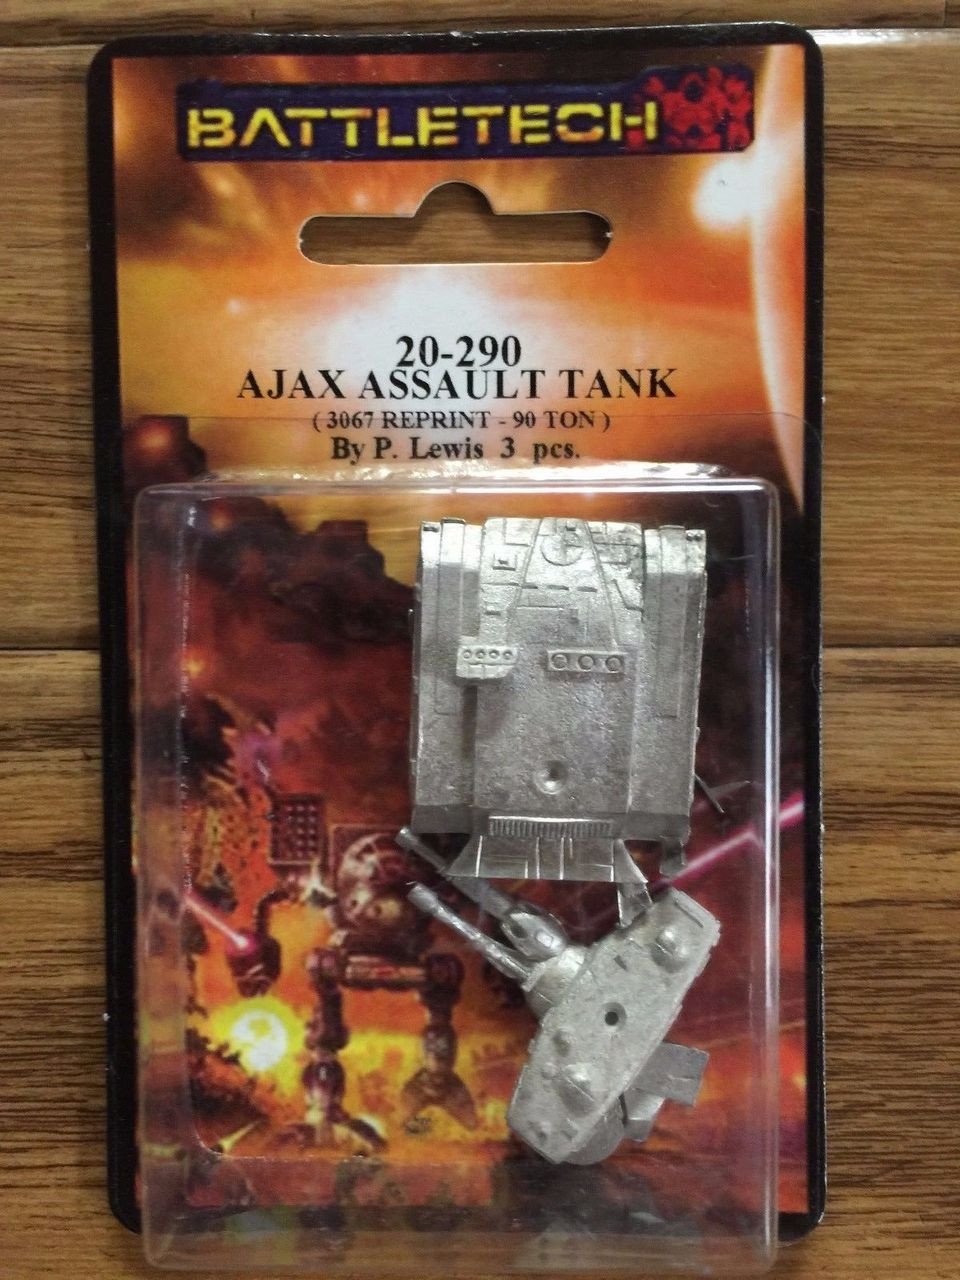 BATTLETECH
20-290
AJAX ASSAULT TANK
( 3067 REPRINT - 90 TON )
By P. Lewis 3 pcs.